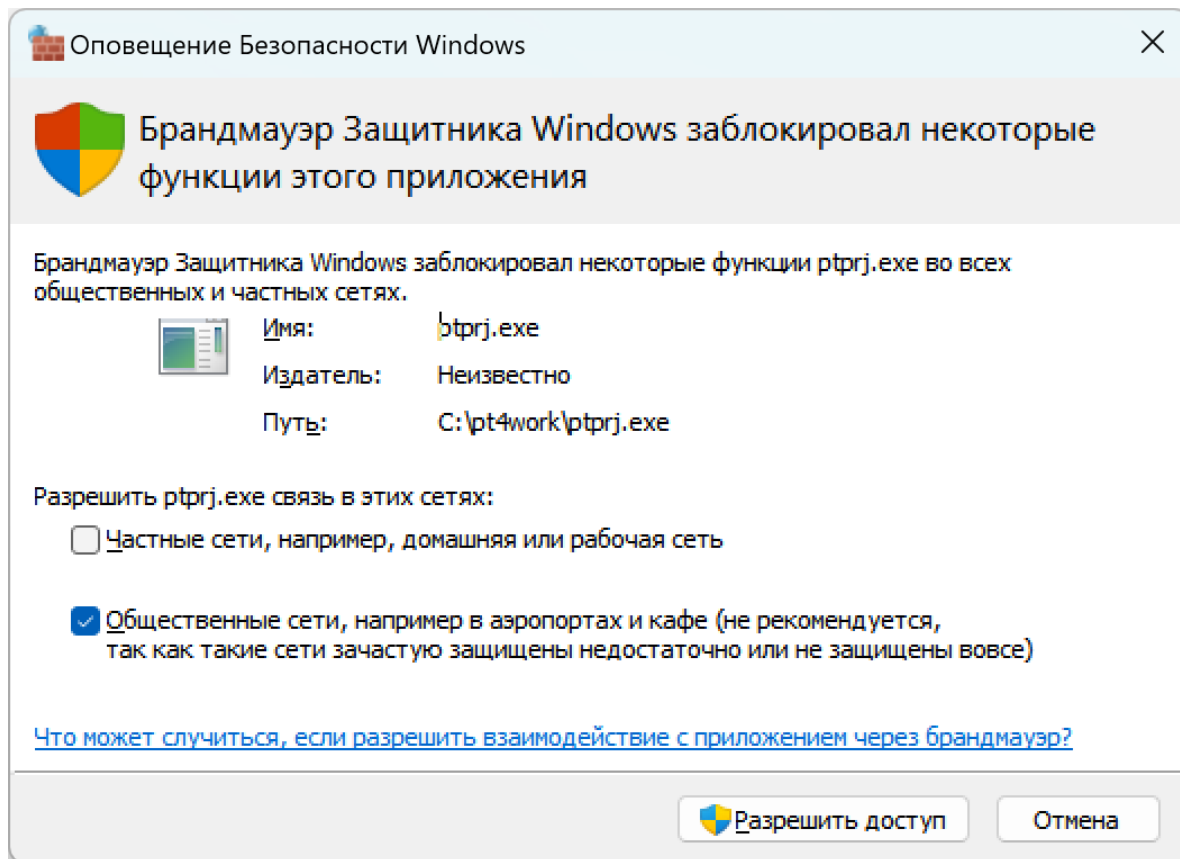 Оповещение Безопасности Windows
Брандмауэр Защитника Windows заблокировал некоторые
функции этого приложения
Брандмауэр Защитника Windows заблокировал некоторые функции ptprj.exe во всех
общественных и частных сетях.
Имя: ptprj.exe
Издатель: Неизвестно
Путь: C:\pt4work\ptprj.exe
Разрешить ptprj.exe связь в этих сетях:
Частные сети, например, домашняя или рабочая сеть
Общественные сети, например в аэропортах и кафе (не рекомендуется,
так как такие сети зачастую защищены недостаточно или не защищены вовсе)
Что может случиться, если разрешить взаимодействие с приложением через брандмауэр?
Разрешить доступ Отмена